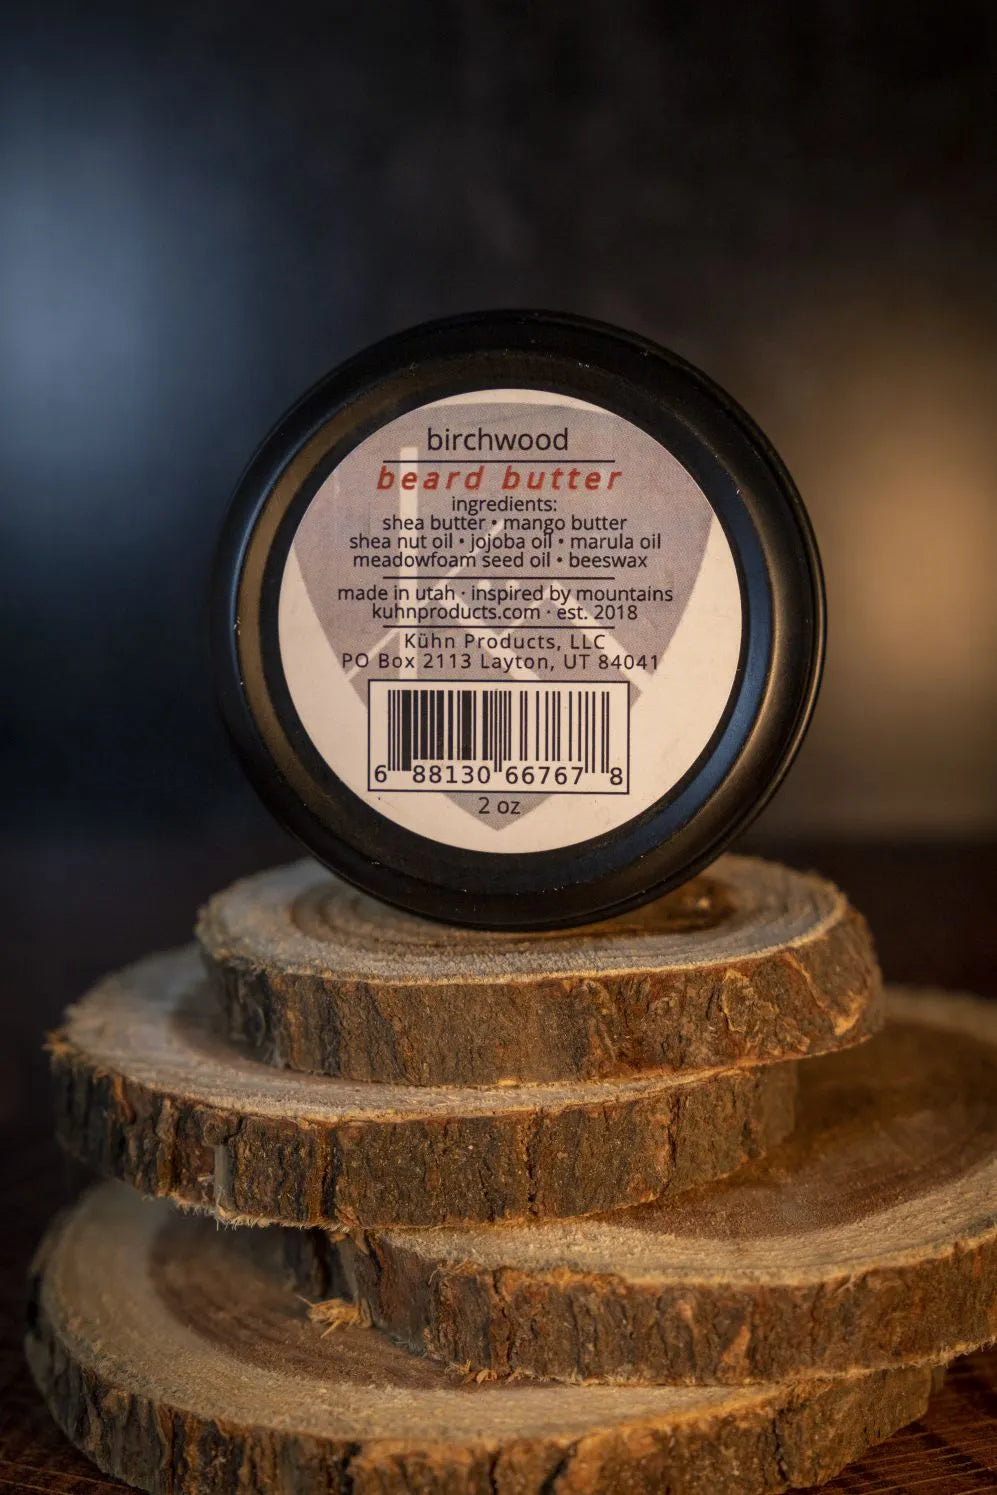 birchwood
beard butter
ingredients:
shea butter • mango butter
shea nut oil • jojoba oil • marula oil
meadowfoam seed oil • beeswax
made in utah · inspired by mountains
kuhnproducts.com · est. 2018
Kühn Products, LLC
PO Box 2113 Layton, UT 84041
6 88130 66767 8
2 oz